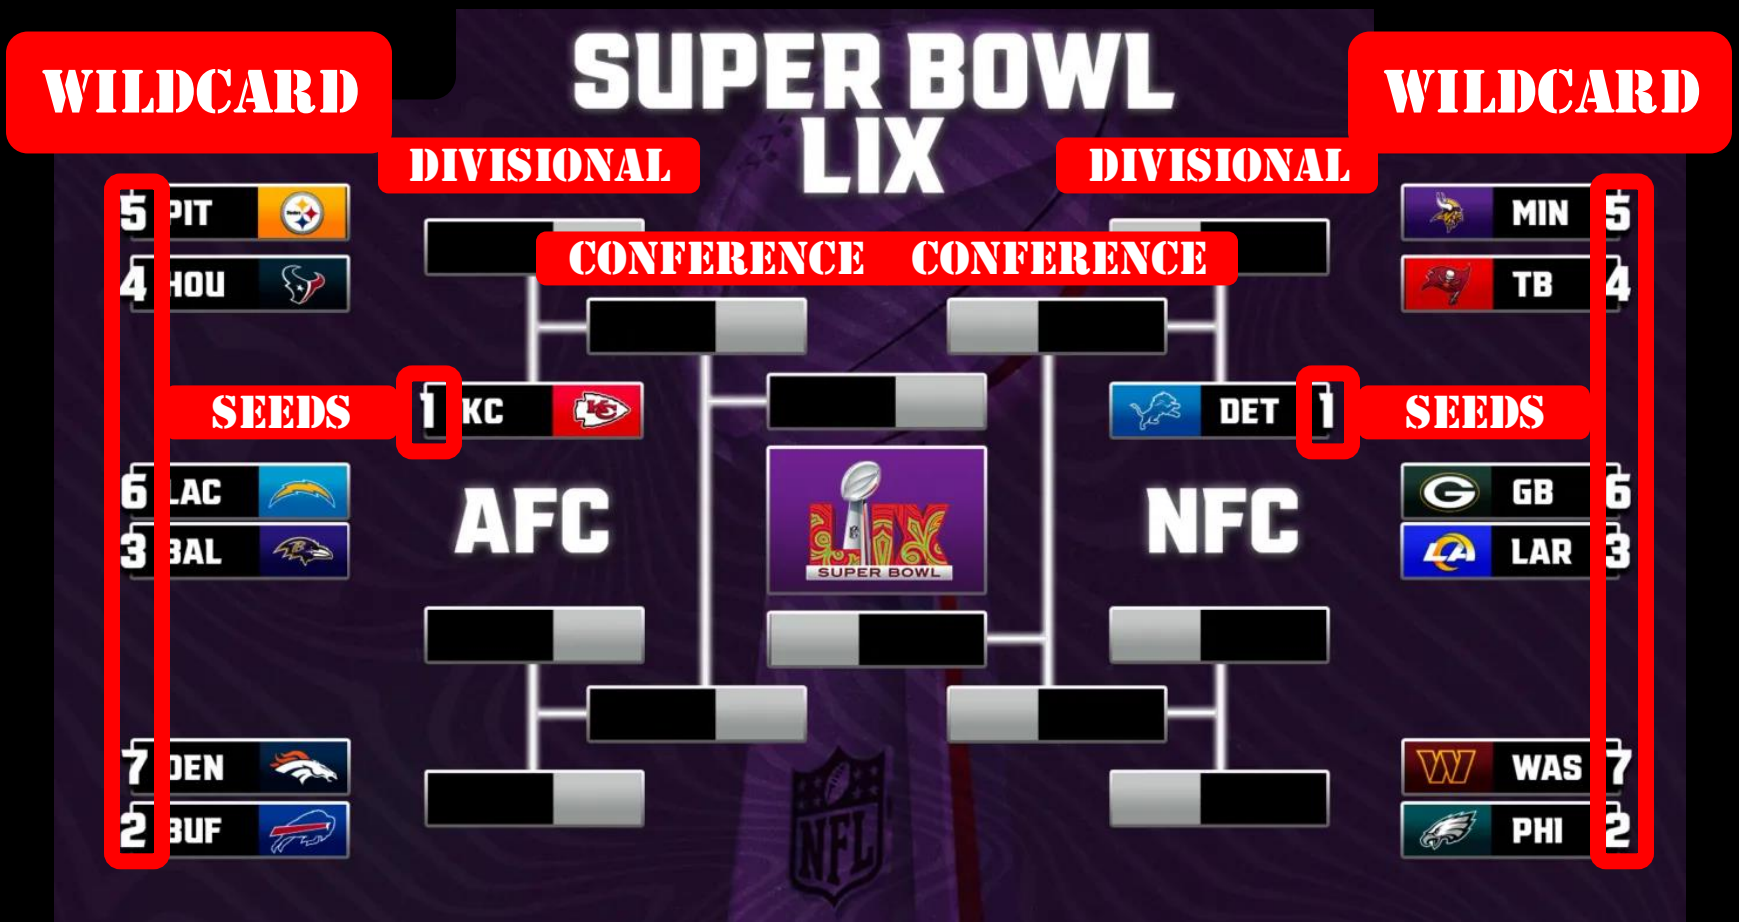 SUPER BOWL
LIX
WILDCARD
WILDCARD
DIVISIONAL
DIVISIONAL
CONFERENCE
CONFERENCE
5 PIT
4 HOU
SEEDS
1 KC
6 LAC
3 BAL
AFC
7 DEN
2 BUF
LIX
SUPER BOWL
NFL
MIN 5
TB 4
DET 1
SEEDS
G GB 6
LA LAR 3
NFC
W WAS 7
PHI 2